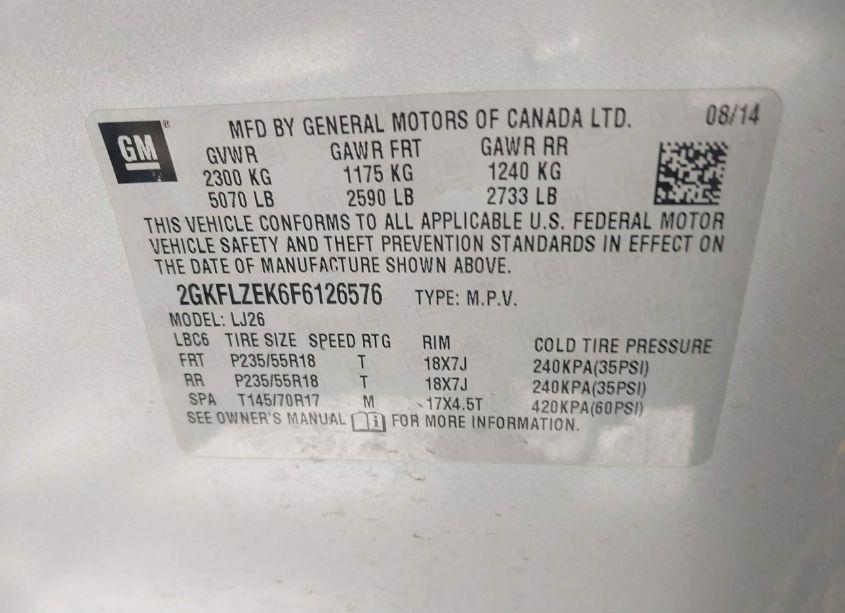 GM
MFD BY GENERAL MOTORS OF CANADA LTD. 08/14
GVWR GAWR FRT GAWR RR
2300 KG 1175 KG 1240 KG
5070 LB 2590 LB 2733 LB
THIS VEHICLE CONFORMS TO ALL APPLICABLE U.S. FEDERAL MOTOR
VEHICLE SAFETY AND THEFT PREVENTION STANDARDS IN EFFECT ON
THE DATE OF MANUFACTURE SHOWN ABOVE.
2GKFLZEK6F6126576 TYPE: M.P.V.
MODEL: LJ26
LBC6 TIRE SIZE SPEED RTG RIM COLD TIRE PRESSURE
FRT P235/55R18 T 18X7J 240KPA(35PSI)
RR P235/55R18 T 18X7J 240KPA(35PSI)
SPA T145/70R17 M 17X4.5T 420KPA(60PSI)
SEE OWNER'S MANUAL FOR MORE INFORMATION.